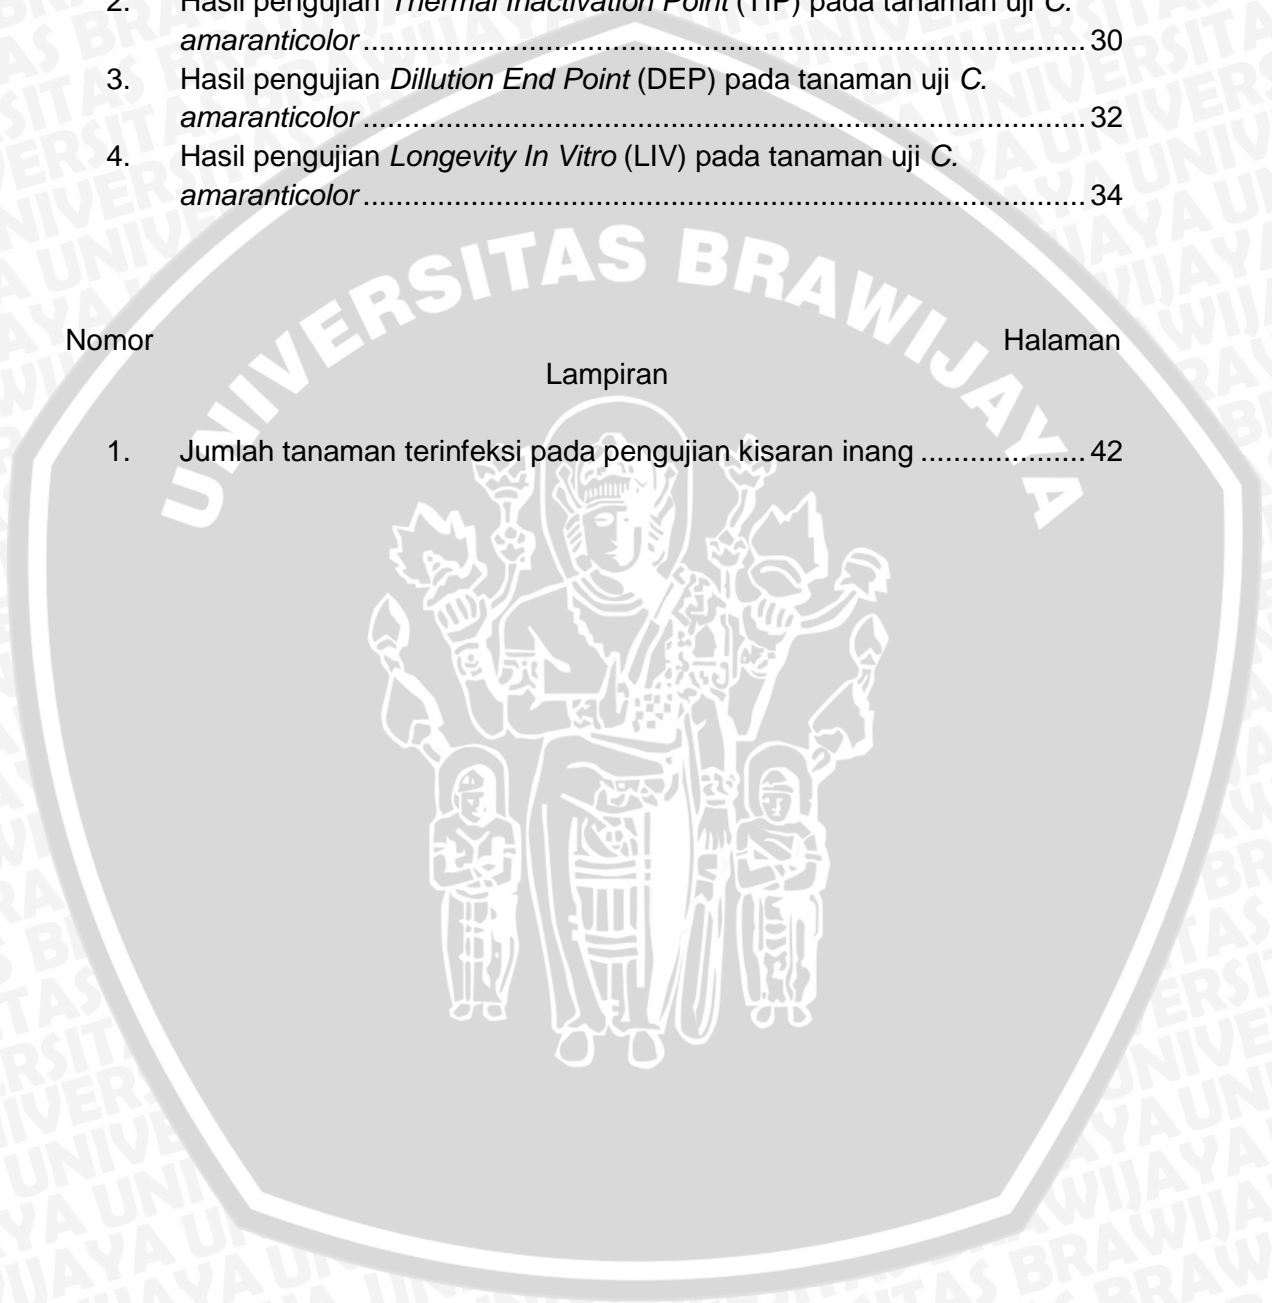 2. Hasil pengujian Thermal Inactivation Point (TIP) pada tanaman uji C.
amaranticolor ........................................................................................ 30
3. Hasil pengujian Dillution End Point (DEP) pada tanaman uji C.
amaranticolor ........................................................................................ 32
4. Hasil pengujian Longevity In Vitro (LIV) pada tanaman uji C.
amaranticolor ........................................................................................ 34
UNIVERSITAS BRAWIJAYA
Nomor Halaman
Lampiran
1. Jumlah tanaman terinfeksi pada pengujian kisaran inang .................... 42